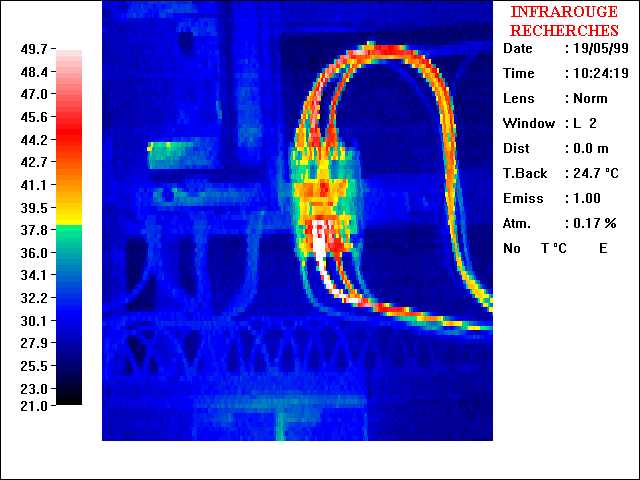 INFRAROUGE
RECHERCHES
Date : 19/05/99
Time : 10:24:19
Lens : Norm
Window : L 2
Dist : 0.0 m
T.Back : 24.7 °C
Emiss : 1.00
Atm. : 0.17 %
No T °C E
49.7
48.4
47.0
45.6
44.2
42.7
41.1
39.5
37.8
36.0
34.1
32.2
30.1
27.9
25.5
23.0
21.0